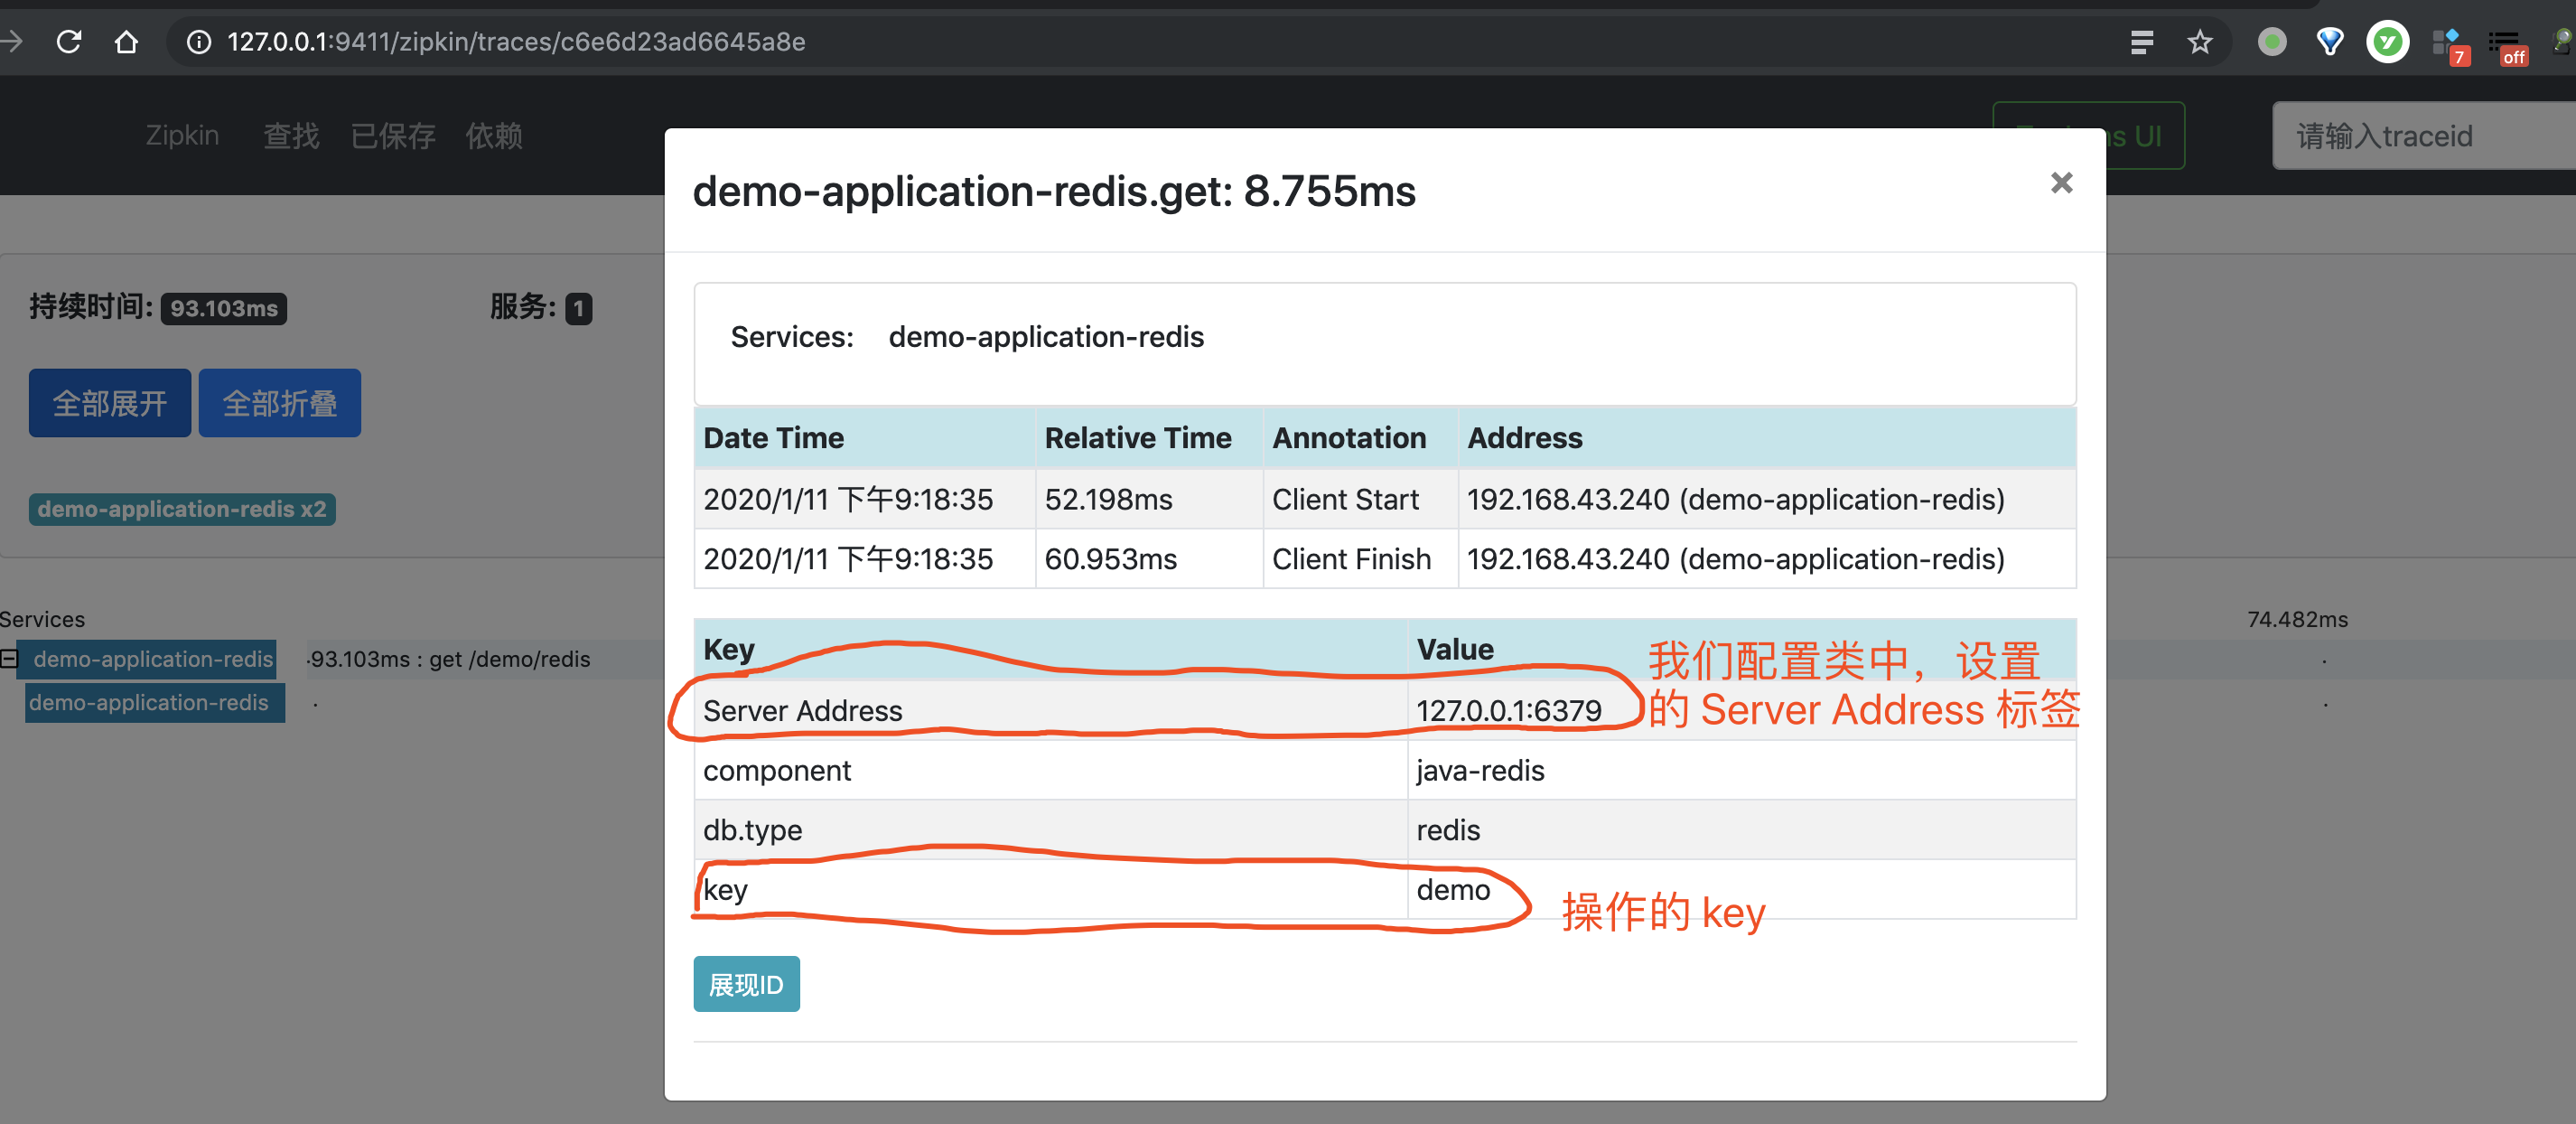 127.0.0.1:9411/zipkin/traces/c6e6d23ad6645a8e
7
off
Zipkin 查找 已保存 依赖
UI
请输入traceid
demo-application-redis.get: 8.755ms
×
持续时间: 93.103ms 服务: 1
Services: demo-application-redis
全部展开 全部折叠
Date Time Relative Time Annotation Address
2020/1/11 下午9:18:35 52.198ms Client Start 192.168.43.240 (demo-application-redis)
demo-application-redis x2
2020/1/11 下午9:18:35 60.953ms Client Finish 192.168.43.240 (demo-application-redis)
Services
74.482ms
demo-application-redis ·93.103ms : get /demo/redis
demo-application-redis
Key Value
我们配置类中，设置
的 Server Address 标签
Server Address 127.0.0.1:6379
component java-redis
db.type redis
key demo
操作的 key
展现ID